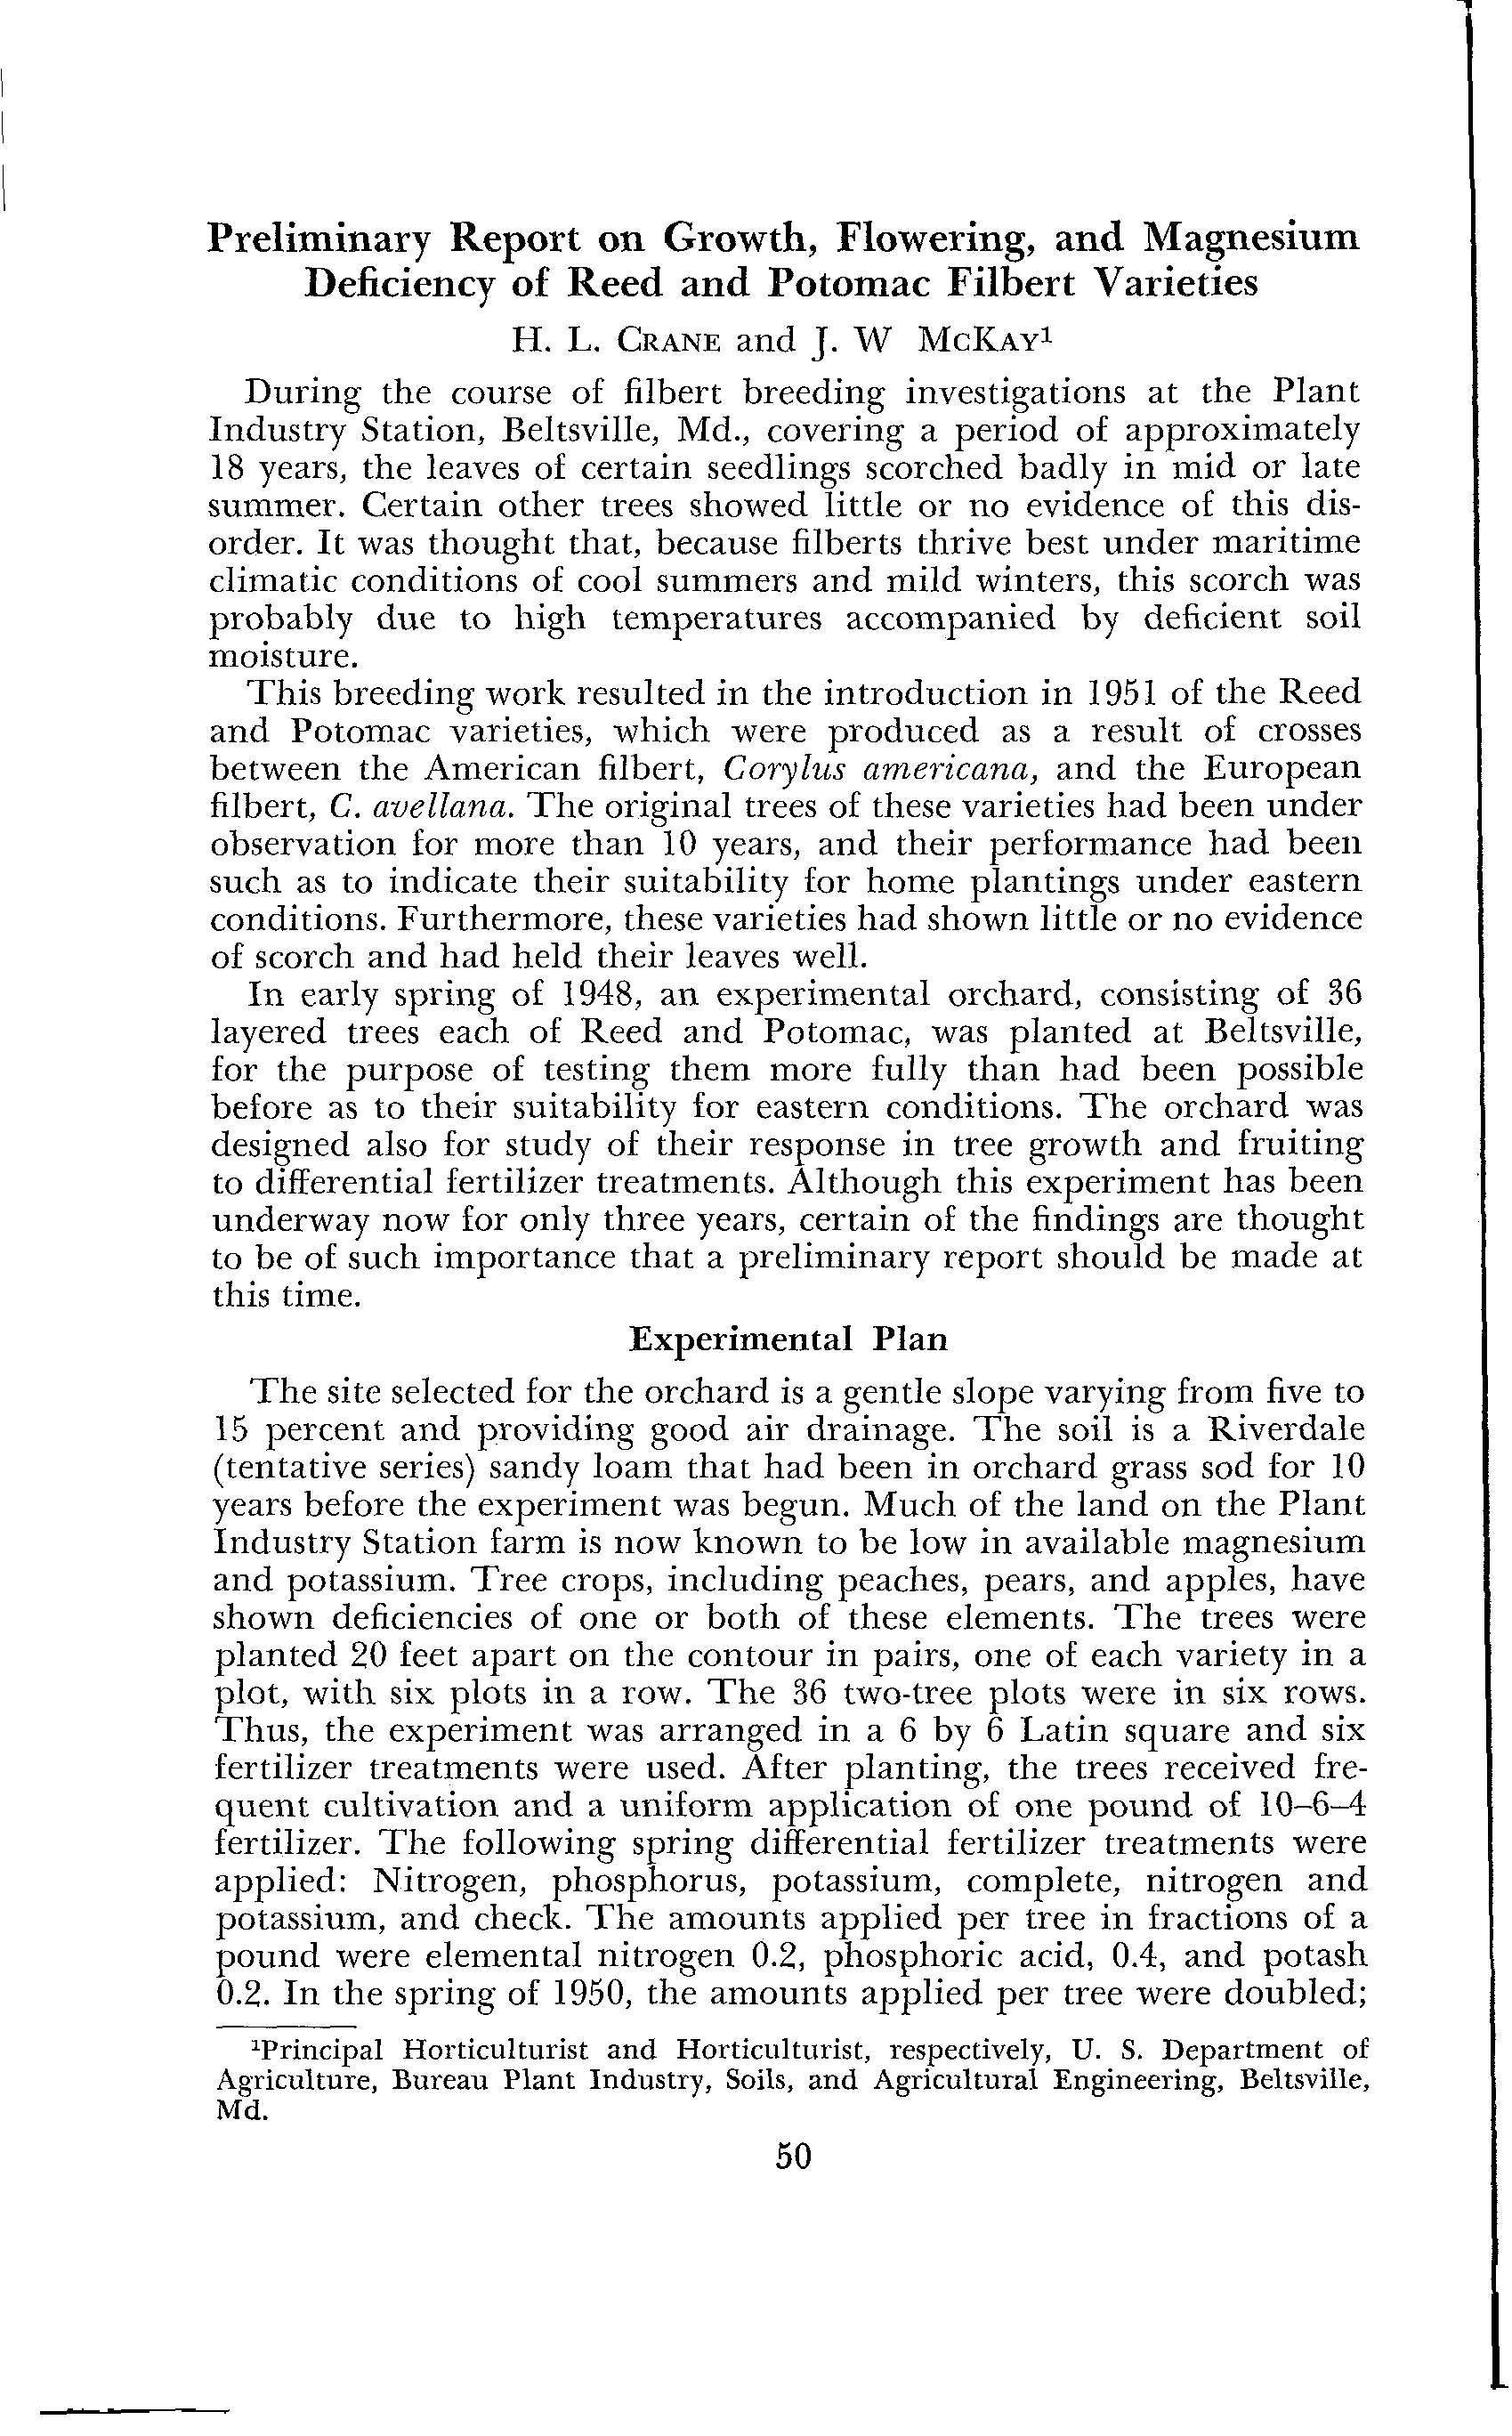 Preliminary Report on Growth, Flowering, and Magnesium
Deficiency of Reed and Potomac Filbert Varieties
H. L. CRANE and J. W McKAY¹
During the course of filbert breeding investigations at the Plant
Industry Station, Beltsville, Md., covering a period of approximately
18 years, the leaves of certain seedlings scorched badly in mid or late
summer. Certain other trees showed little or no evidence of this dis-
order. It was thought that, because filberts thrive best under maritime
climatic conditions of cool summers and mild winters, this scorch was
probably due to high temperatures accompanied by deficient soil
moisture.
This breeding work resulted in the introduction in 1951 of the Reed
and Potomac varieties, which were produced as a result of crosses
between the American filbert, Corylus americana, and the European
filbert, C. avellana. The original trees of these varieties had been under
observation for more than 10 years, and their performance had been
such as to indicate their suitability for home plantings under eastern
conditions. Furthermore, these varieties had shown little or no evidence
of scorch and had held their leaves well.
In early spring of 1948, an experimental orchard, consisting of 36
layered trees each of Reed and Potomac, was planted at Beltsville,
for the purpose of testing them more fully than had been possible
before as to their suitability for eastern conditions. The orchard was
designed also for study of their response in tree growth and fruiting
to differential fertilizer treatments. Although this experiment has been
underway now for only three years, certain of the findings are thought
to be of such importance that a preliminary report should be made at
this time.
Experimental Plan
The site selected for the orchard is a gentle slope varying from five to
15 percent and providing good air drainage. The soil is a Riverdale
(tentative series) sandy loam that had been in orchard grass sod for 10
years before the experiment was begun. Much of the land on the Plant
Industry Station farm is now known to be low in available magnesium
and potassium. Tree crops, including peaches, pears, and apples, have
shown deficiencies of one or both of these elements. The trees were
planted 20 feet apart on the contour in pairs, one of each variety in a
plot, with six plots in a row. The 36 two-tree plots were in six rows.
Thus, the experiment was arranged in a 6 by 6 Latin square and six
fertilizer treatments were used. After planting, the trees received fre-
quent cultivation and a uniform application of one pound of 10–6–4
fertilizer. The following spring differential fertilizer treatments were
applied: Nitrogen, phosphorus, potassium, complete, nitrogen and
potassium, and check. The amounts applied per tree in fractions of a
pound were elemental nitrogen 0.2, phosphoric acid, 0.4, and potash
0.2. In the spring of 1950, the amounts applied per tree were doubled;
¹Principal Horticulturist and Horticulturist, respectively, U. S. Department of
Agriculture, Bureau Plant Industry, Soils, and Agricultural Engineering, Beltsville,
Md.
50